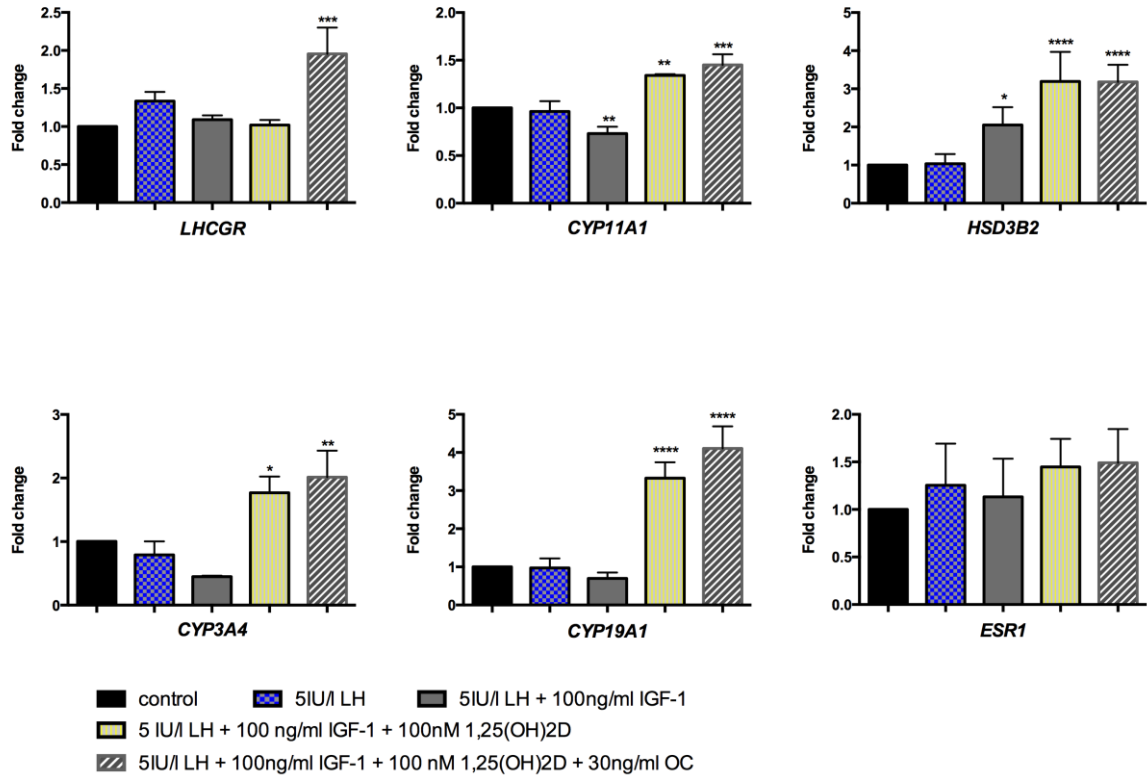 Fold change
2.5
2.0
1.5
1.0
0.5
0.0
***
LHCGR
Fold change
2.0
1.5
1.0
0.5
0.0
**
**
***
CYP11A1
Fold change
5
4
3
2
1
0
*
****
****
HSD3B2
Fold change
3
2
1
0
*
**
CYP3A4
Fold change
5
4
3
2
1
0
****
****
CYP19A1
Fold change
2.0
1.5
1.0
0.5
0.0
ESR1
control 5IU/l LH 5IU/l LH + 100ng/ml IGF-1
5 IU/l LH + 100 ng/ml IGF-1 + 100nM 1,25(OH)2D
5IU/l LH + 100ng/ml IGF-1 + 100 nM 1,25(OH)2D + 30ng/ml OC